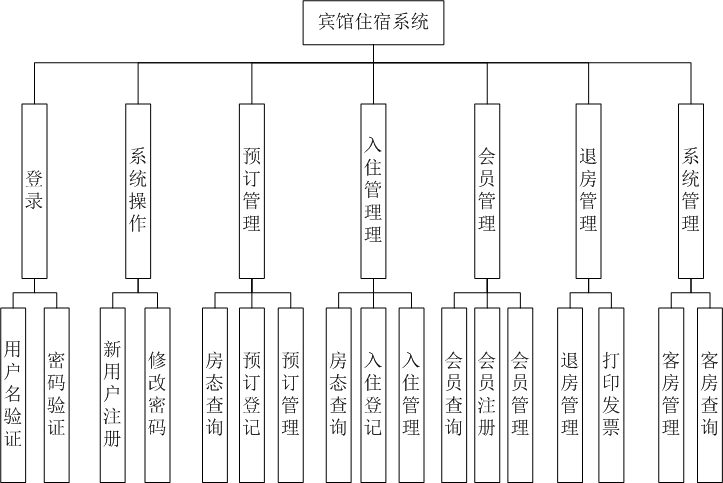 宾馆住宿系统
登录
系统操作
预订管理
入住管理理
会员管理
退房管理
系统管理
用户名验证
密码验证
新用户注册
修改密码
房态查询
预订登记
预订管理
房态查询
入住登记
入住管理
会员查询
会员注册
会员管理
退房管理
打印发票
客房管理
客房查询